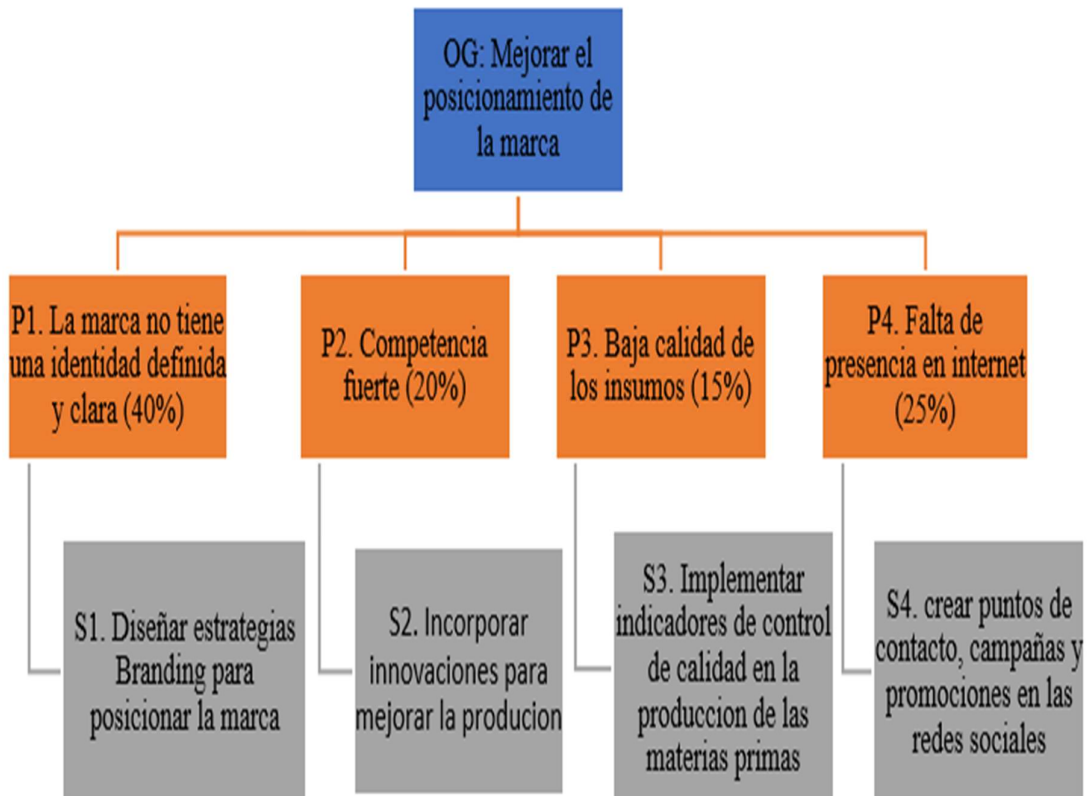 OG: Mejorar el
posicionamiento de
la marca
P1. La marca no tiene
una identidad definida
y clara (40%)
P2. Competencia
fuerte (20%)
P3. Baja calidad de
los insumos (15%)
P4. Falta de
presencia en internet
(25%)
S1. Diseñar estrategias
Branding para
posicionar la marca
S2. Incorporar
innovaciones para
mejorar la producion
S3. Implementar
indicadores de control
de calidad en la
produccion de las
materias primas
S4. crear puntos de
contacto, campañas y
promociones en las
redes sociales